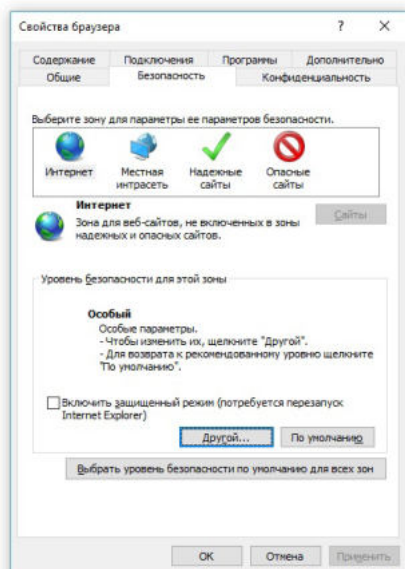 Свойства браузера
?
Содержание Подключения Программы Дополнительно
Общие Безопасность Конфиденциальность
Выберите зону для параметры ее параметров безопасности.
Интернет Местная интрасеть Надежные сайты Опасные сайты
Интернет
Зона для веб-сайтов, не включенных в зоны
надежных и опасных сайтов.
Сайты
Уровень безопасности для этой зоны
Особый
Особые параметры.
- Чтобы изменить их, щелкните "Другой".
- Для возврата к рекомендованному уровню щелкните
"По умолчанию".
Включить защищенный режим (потребуется перезапуск
Internet Explorer)
Другой... По умолчанию
Выбрать уровень безопасности по умолчанию для всех зон
ОК Отмена Применить